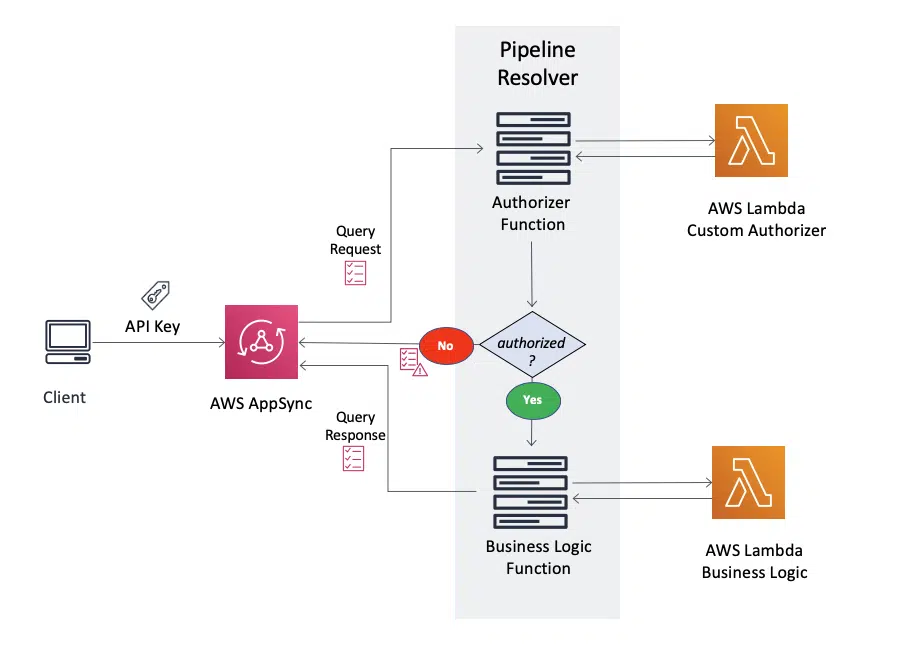 Pipeline
Resolver
Authorizer
Function
AWS Lambda
Custom Authorizer
Query
Request
API Key
Client
AWS AppSync
No
authorized
?
Yes
Query
Response
Business Logic
Function
AWS Lambda
Business Logic